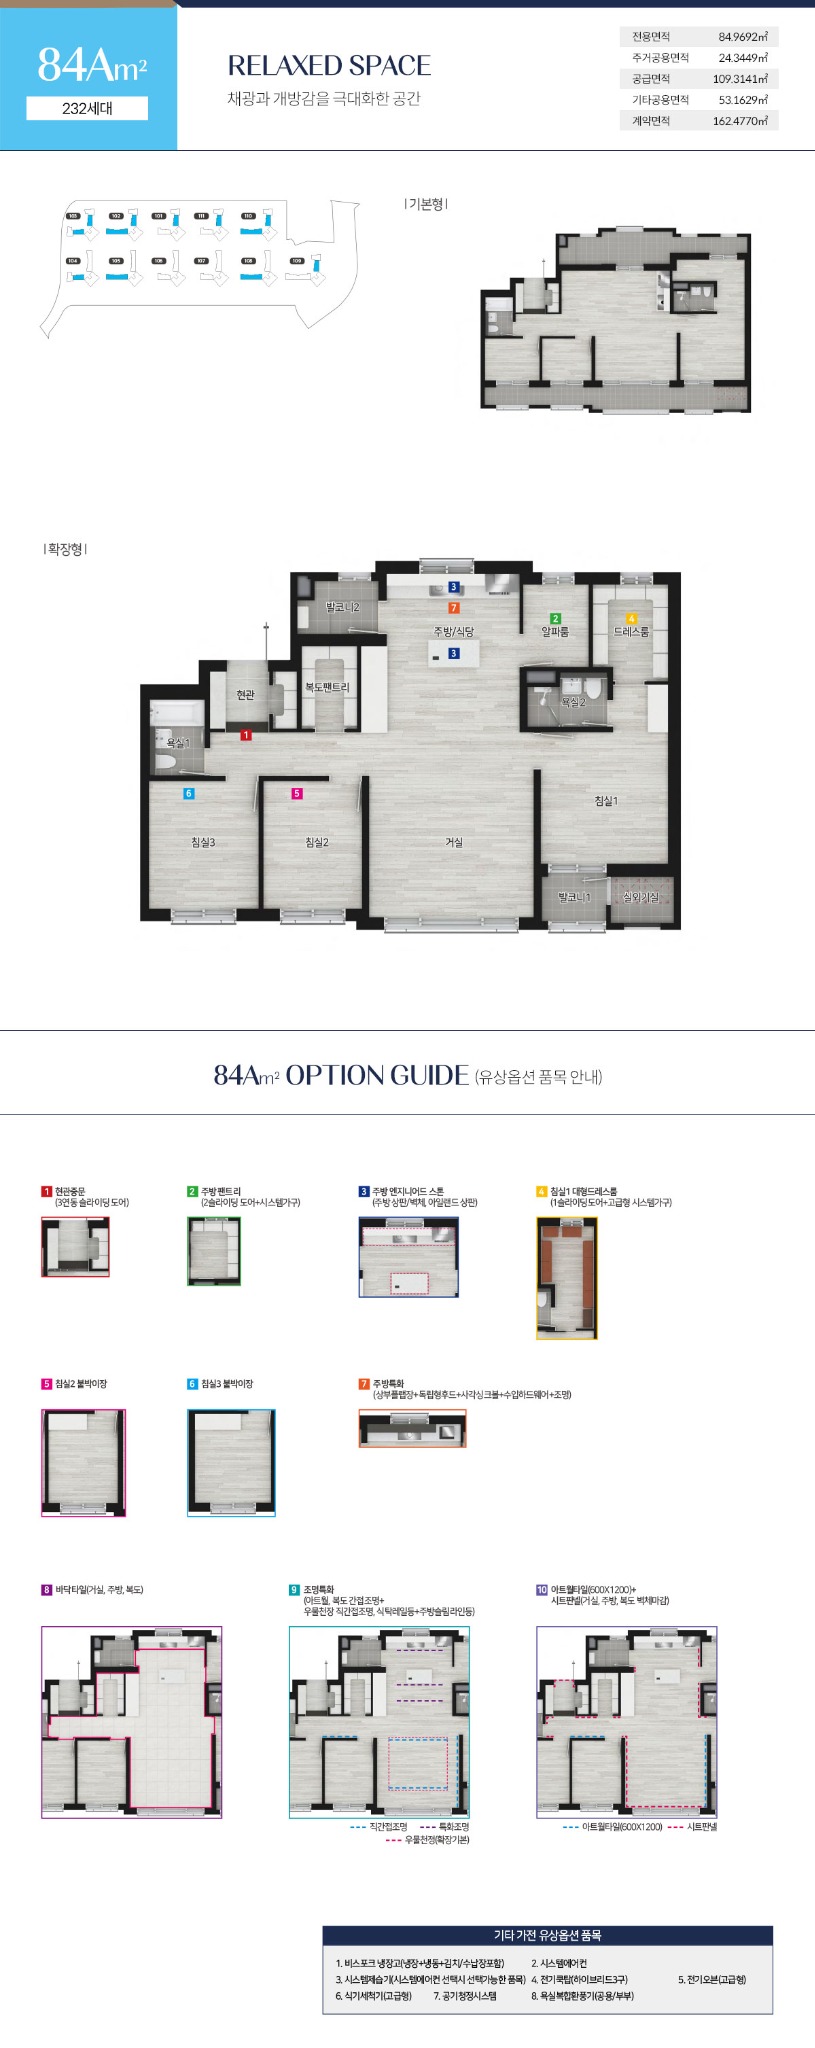 84Am²
232세대
RELAXED SPACE
채광과 개방감을 극대화한 공간
전용면적 84.9692㎡
주거공용면적 24.3449㎡
공급면적 109.3141㎡
기타공용면적 53.1629㎡
계약면적 162.4770㎡
103 102 101 111 110
104 105 106 107 108 109
|기본형|
|확장형|
발코니2
3
7
주방/식당
3
2
알파룸
4
드레스룸
현관
복도팬트리
욕실2
1
욕실1
6
5
침실1
침실3
침실2
거실
발코니1
실외기실
84Am² OPTION GUIDE (유상옵션 품목 안내)
1 현관중문
(3연동 슬라이딩 도어)
2 주방 팬트리
(2슬라이딩 도어+시스템가구)
3 주방 엔지니어드 스톤
(주방 상판/벽체, 아일랜드 상판)
4 침실1 대형드레스룸
(1슬라이딩도어+고급형 시스템가구)
5 침실2 붙박이장
6 침실3 붙박이장
7 주방특화
(상부플랩장+독립형후드+사각싱크볼+수입하드웨어+조명)
8 바닥타일(거실, 주방, 복도)
9 조명특화
(아트월, 복도 간접조명+
우물천장 직간접조명, 식탁레일등+주방슬림라인등)
10 아트월타일(600X1200)+
시트판넬(거실, 주방, 복도 벽체마감)
직간접조명 특화조명
우물천정(확장기본)
아트월타일(600X1200) 시트판넬
기타 가전 유상옵션 품목
1. 비스포크 냉장고(냉장+냉동+김치/수납장포함) 2. 시스템에어컨
3. 시스템제습기(시스템에어컨 선택시 선택가능한 품목) 4. 전기쿡탑(하이브리드3구) 5. 전기오븐(고급형)
6. 식기세척기(고급형) 7. 공기청정시스템 8. 욕실복합환풍기(공용/부부)